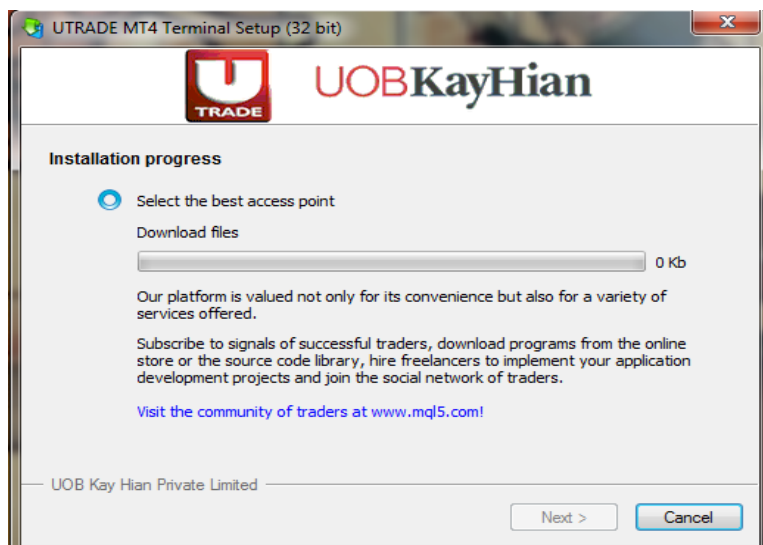 UTRADE MT4 Terminal Setup (32 bit)
U
TRADE
UOBKayHian
Installation progress
Select the best access point
Download files
0 Kb
Our platform is valued not only for its convenience but also for a variety of
services offered.
Subscribe to signals of successful traders, download programs from the online
store or the source code library, hire freelancers to implement your application
development projects and join the social network of traders.
Visit the community of traders at www.mql5.com!
UOB Kay Hian Private Limited
Next >
Cancel